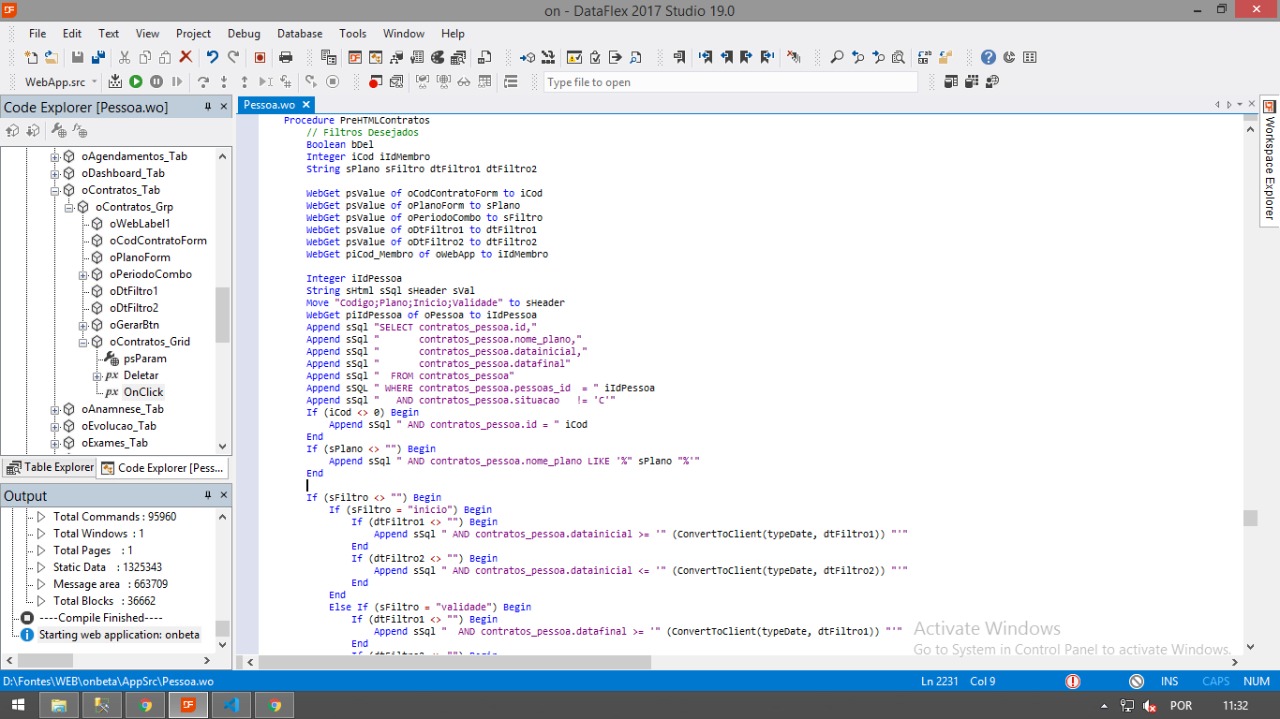 on - DataFlex 2017 Studio 19.0
File Edit Text View Project Debug Database Tools Window Help
WebApp.src
Type file to open
Code Explorer [Pessoa.wo]
oAgendamentos_Tab
oDashboard_Tab
oContratos_Tab
oContratos_Grp
oWebLabel1
oCodContratoForm
oPlanoForm
oPeriodoCombo
oDtFiltro1
oDtFiltro2
oGerarBtn
oContratos_Grid
psParam
px Deletar
px OnClick
oAnamnese_Tab
oEvolucao_Tab
oExames_Tab
Table Explorer
Code Explorer [Pess...
Output
Total Commands : 95960
Total Windows : 1
Total Pages : 1
Static Data : 1325343
Message area : 663709
Total Blocks : 36662
----Compile Finished----
Starting web application: onbeta
Pessoa.wo
Procedure PreHTMLContratos
// Filtros Desejados
Boolean bDel
Integer iCod iIdMembro
String sPlano sFiltro dtFiltro1 dtFiltro2
WebGet psValue of oCodContratoForm to iCod
WebGet psValue of oPlanoForm to sPlano
WebGet psValue of oPeriodoCombo to sFiltro
WebGet psValue of oDtFiltro1 to dtFiltro1
WebGet psValue of oDtFiltro2 to dtFiltro2
WebGet piCod_Membro of oWebApp to iIdMembro
Integer iIdPessoa
String sHtml sSql sHeader sVal
Move "Codigo;Plano;Inicio;Validade" to sHeader
WebGet piIdPessoa of oPessoa to iIdPessoa
Append sSql "SELECT contratos_pessoa.id,"
Append sSql "       contratos_pessoa.nome_plano,"
Append sSql "       contratos_pessoa.datainicial,"
Append sSql "       contratos_pessoa.datafinal"
Append sSql "  FROM contratos_pessoa"
Append sSQL " WHERE contratos_pessoa.pessoas_id  = " iIdPessoa
Append sSql "   AND contratos_pessoa.situacao   != 'C'"
If (iCod <> 0) Begin
Append sSql " AND contratos_pessoa.id = " iCod
End
If (sPlano <> "") Begin
Append sSql " AND contratos_pessoa.nome_plano LIKE '%" sPlano "%'"
End
If (sFiltro <> "") Begin
If (sFiltro = "inicio") Begin
If (dtFiltro1 <> "") Begin
Append sSql " AND contratos_pessoa.datainicial >= '" (ConvertToClient(typeDate, dtFiltro1)) "'"
End
If (dtFiltro2 <> "") Begin
Append sSql " AND contratos_pessoa.datainicial <= '" (ConvertToClient(typeDate, dtFiltro2)) "'"
End
End
Else If (sFiltro = "validade") Begin
If (dtFiltro1 <> "") Begin
Append sSql "  AND contratos_pessoa.datafinal >= '" (ConvertToClient(typeDate, dtFiltro1)) "'"
End
If (dtFiltro2 <> "") Begin
Workspace Explorer
Activate Windows
Go to System in Control Panel to activate Windows.
D:\Fontes\WEB\onbeta\AppSrc\Pessoa.wo
Ln 2231 Col 9
INS CAPS NUM
POR 11:32